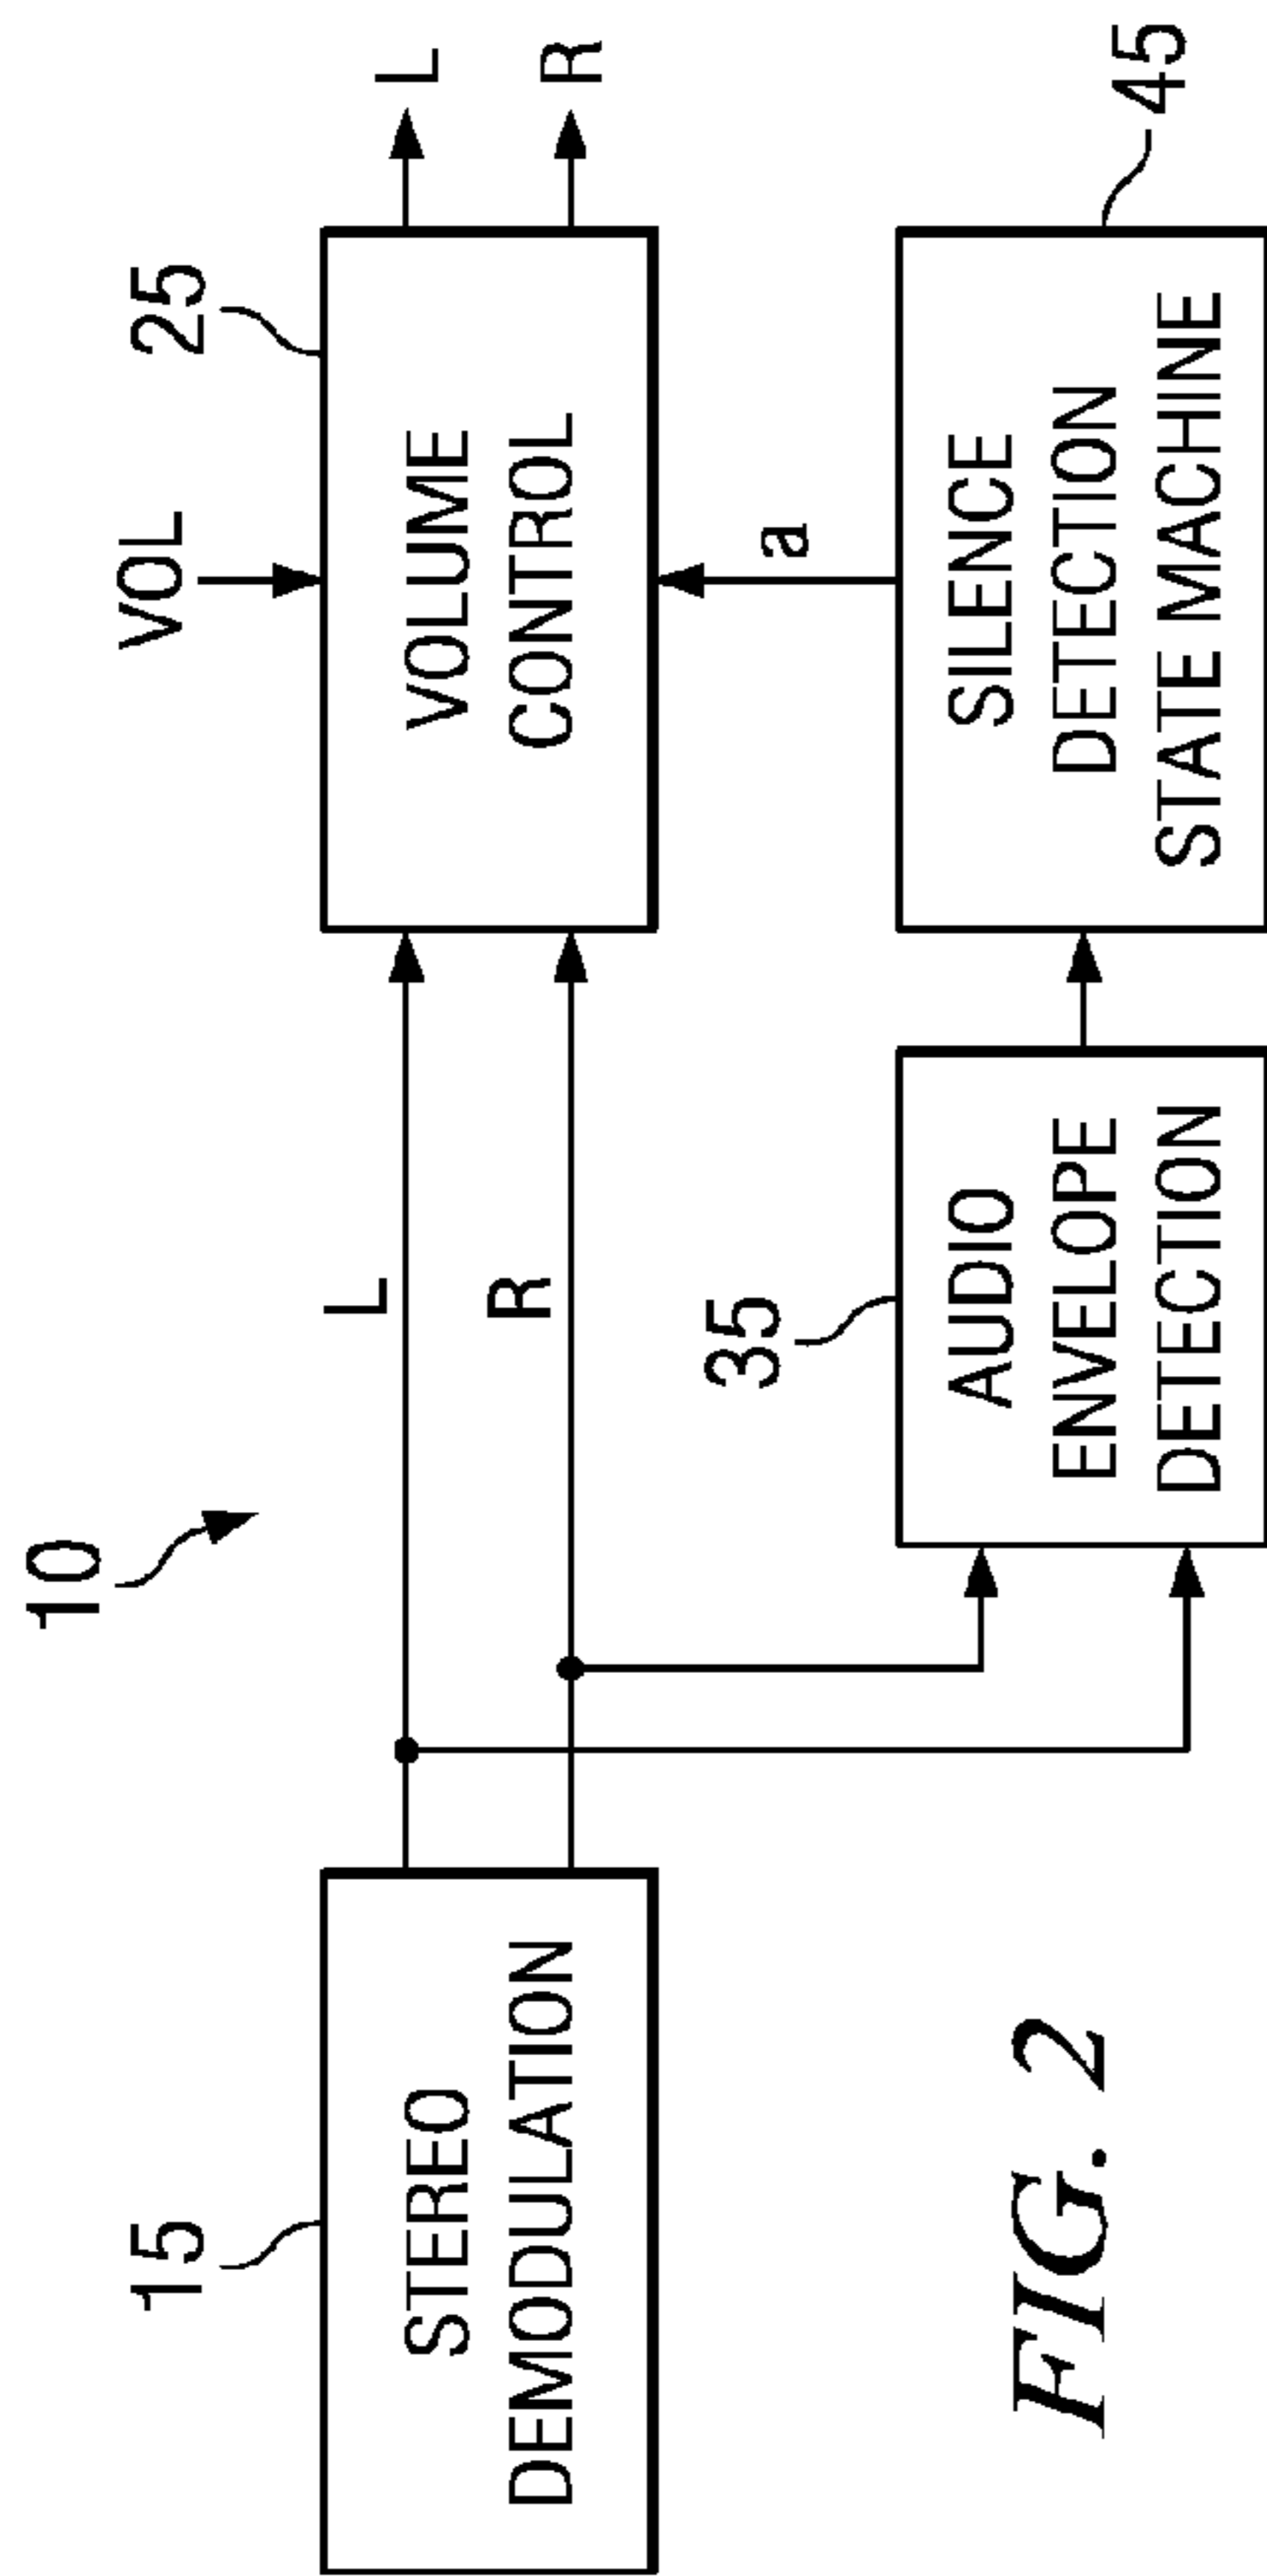 10
VOL
15
25
STEREO
DEMODULATION
L
R
VOLUME
CONTROL
L
R
35
a
AUDIO
ENVELOPE
DETECTION
SILENCE
DETECTION
STATE MACHINE
45
FIG. 2